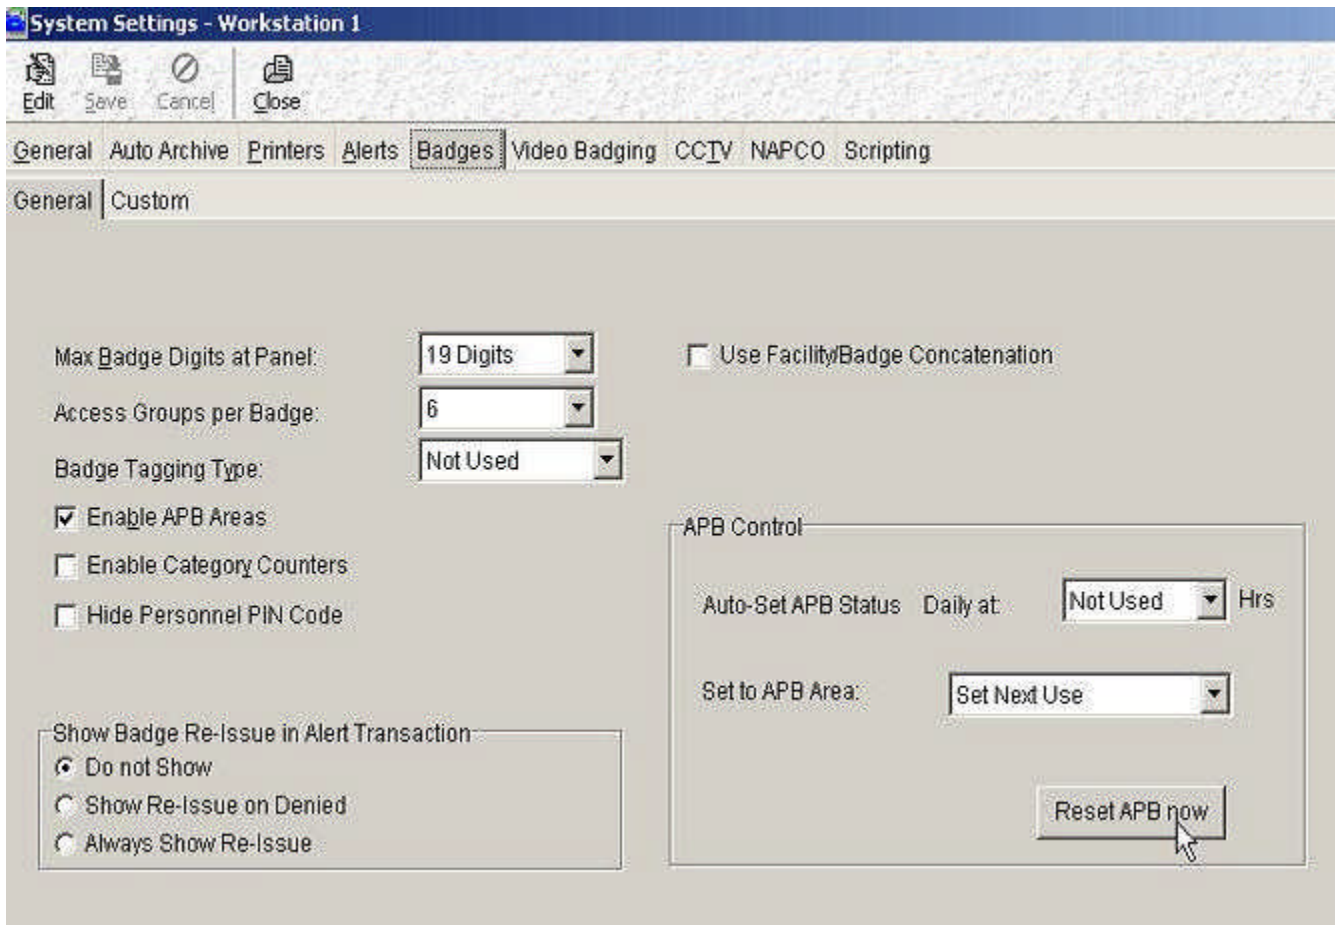 System Settings - Workstation 1
Edit Save Cancel Close
General Auto Archive Printers Alerts Badges Video Badging CCTV NAPCO Scripting
General Custom
Max Badge Digits at Panel: 19 Digits Use Facility/Badge Concatenation
Access Groups per Badge: 6
Badge Tagging Type: Not Used
Enable APB Areas
Enable Category Counters
Hide Personnel PIN Code
APB Control
Auto-Set APB Status Daily at: Not Used Hrs
Set to APB Area: Set Next Use
Reset APB now
Show Badge Re-Issue in Alert Transaction
Do not Show
Show Re-Issue on Denied
Always Show Re-Issue